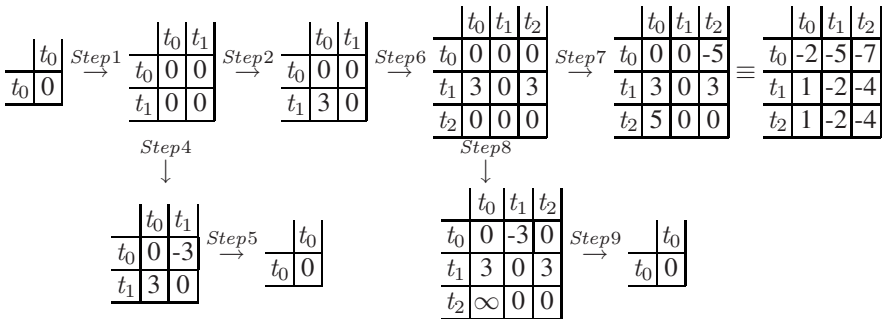 t0
t0 0
Step1 →
t0 t1
t0 0 0
t1 0 0
Step2 →
t0 t1
t0 0 0
t1 3 0
Step6 →
t0 t1 t2
t0 0 0 0
t1 3 0 3
t2 0 0 0
Step7 →
t0 t1 t2
t0 0 0 -5
t1 3 0 3
t2 5 0 0
≡
t0 t1 t2
t0 -2 -5 -7
t1 1 -2 -4
t2 1 -2 -4
Step4
↓
t0 t1
t0 0 -3
t1 3 0
Step5 →
t0
t0 0
Step8
↓
t0 t1 t2
t0 0 -3 0
t1 3 0 3
t2 ∞ 0 0
Step9 →
t0
t0 0